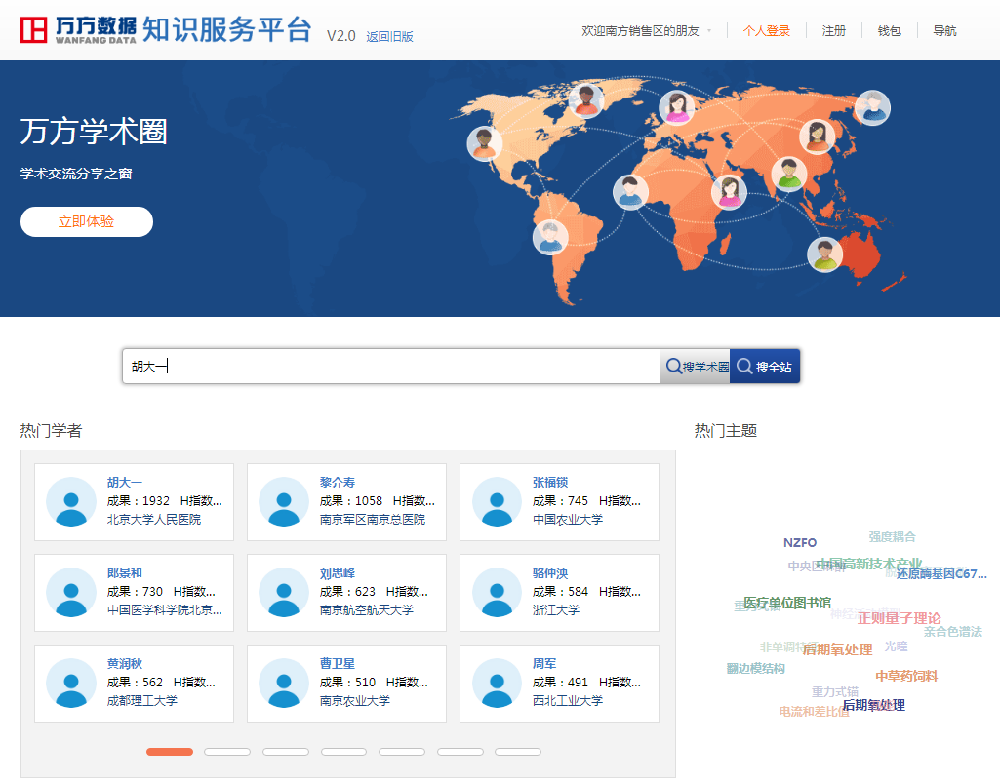 万方数据
WANFANG DATA
知识服务平台
V2.0 返回旧版
欢迎南方销售区的朋友 个人登录 注册 钱包 导航
万方学术圈
学术交流分享之窗
立即体验
胡大一
搜学术圈 搜全站
热门学者
胡大一
成果：1932 H指数...
北京大学人民医院
黎介寿
成果：1058 H指数...
南京军区南京总医院
张福锁
成果：745 H指数...
中国农业大学
郎景和
成果：730 H指数...
中国医学科学院北京...
刘思峰
成果：623 H指数...
南京航空航天大学
骆仲泱
成果：584 H指数...
浙江大学
黄润秋
成果：562 H指数...
成都理工大学
曹卫星
成果：510 H指数...
南京农业大学
周军
成果：491 H指数...
西北工业大学
热门主题
强度耦合
NZFO
中国高新技术产业
还原酶基因C67...
医疗单位图书馆
正则量子理论
亲合色谱法
光瞳
后期氧处理
翻边模结构
中草药饲料
重力式锚
后期氧处理
电流和差比值